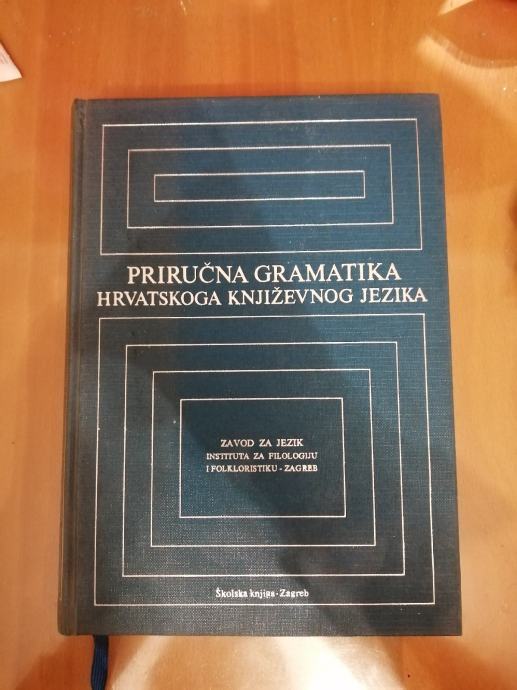 PRIRUČNA GRAMATIKA
HRVATSKOGA KNJIŽEVNOG JEZIKA
ZAVOD ZA JEZIK
INSTITUTA ZA FILOLOGIJU
I FOLKLORISTIKU - ZAGREB
Školska knjiga - Zagreb